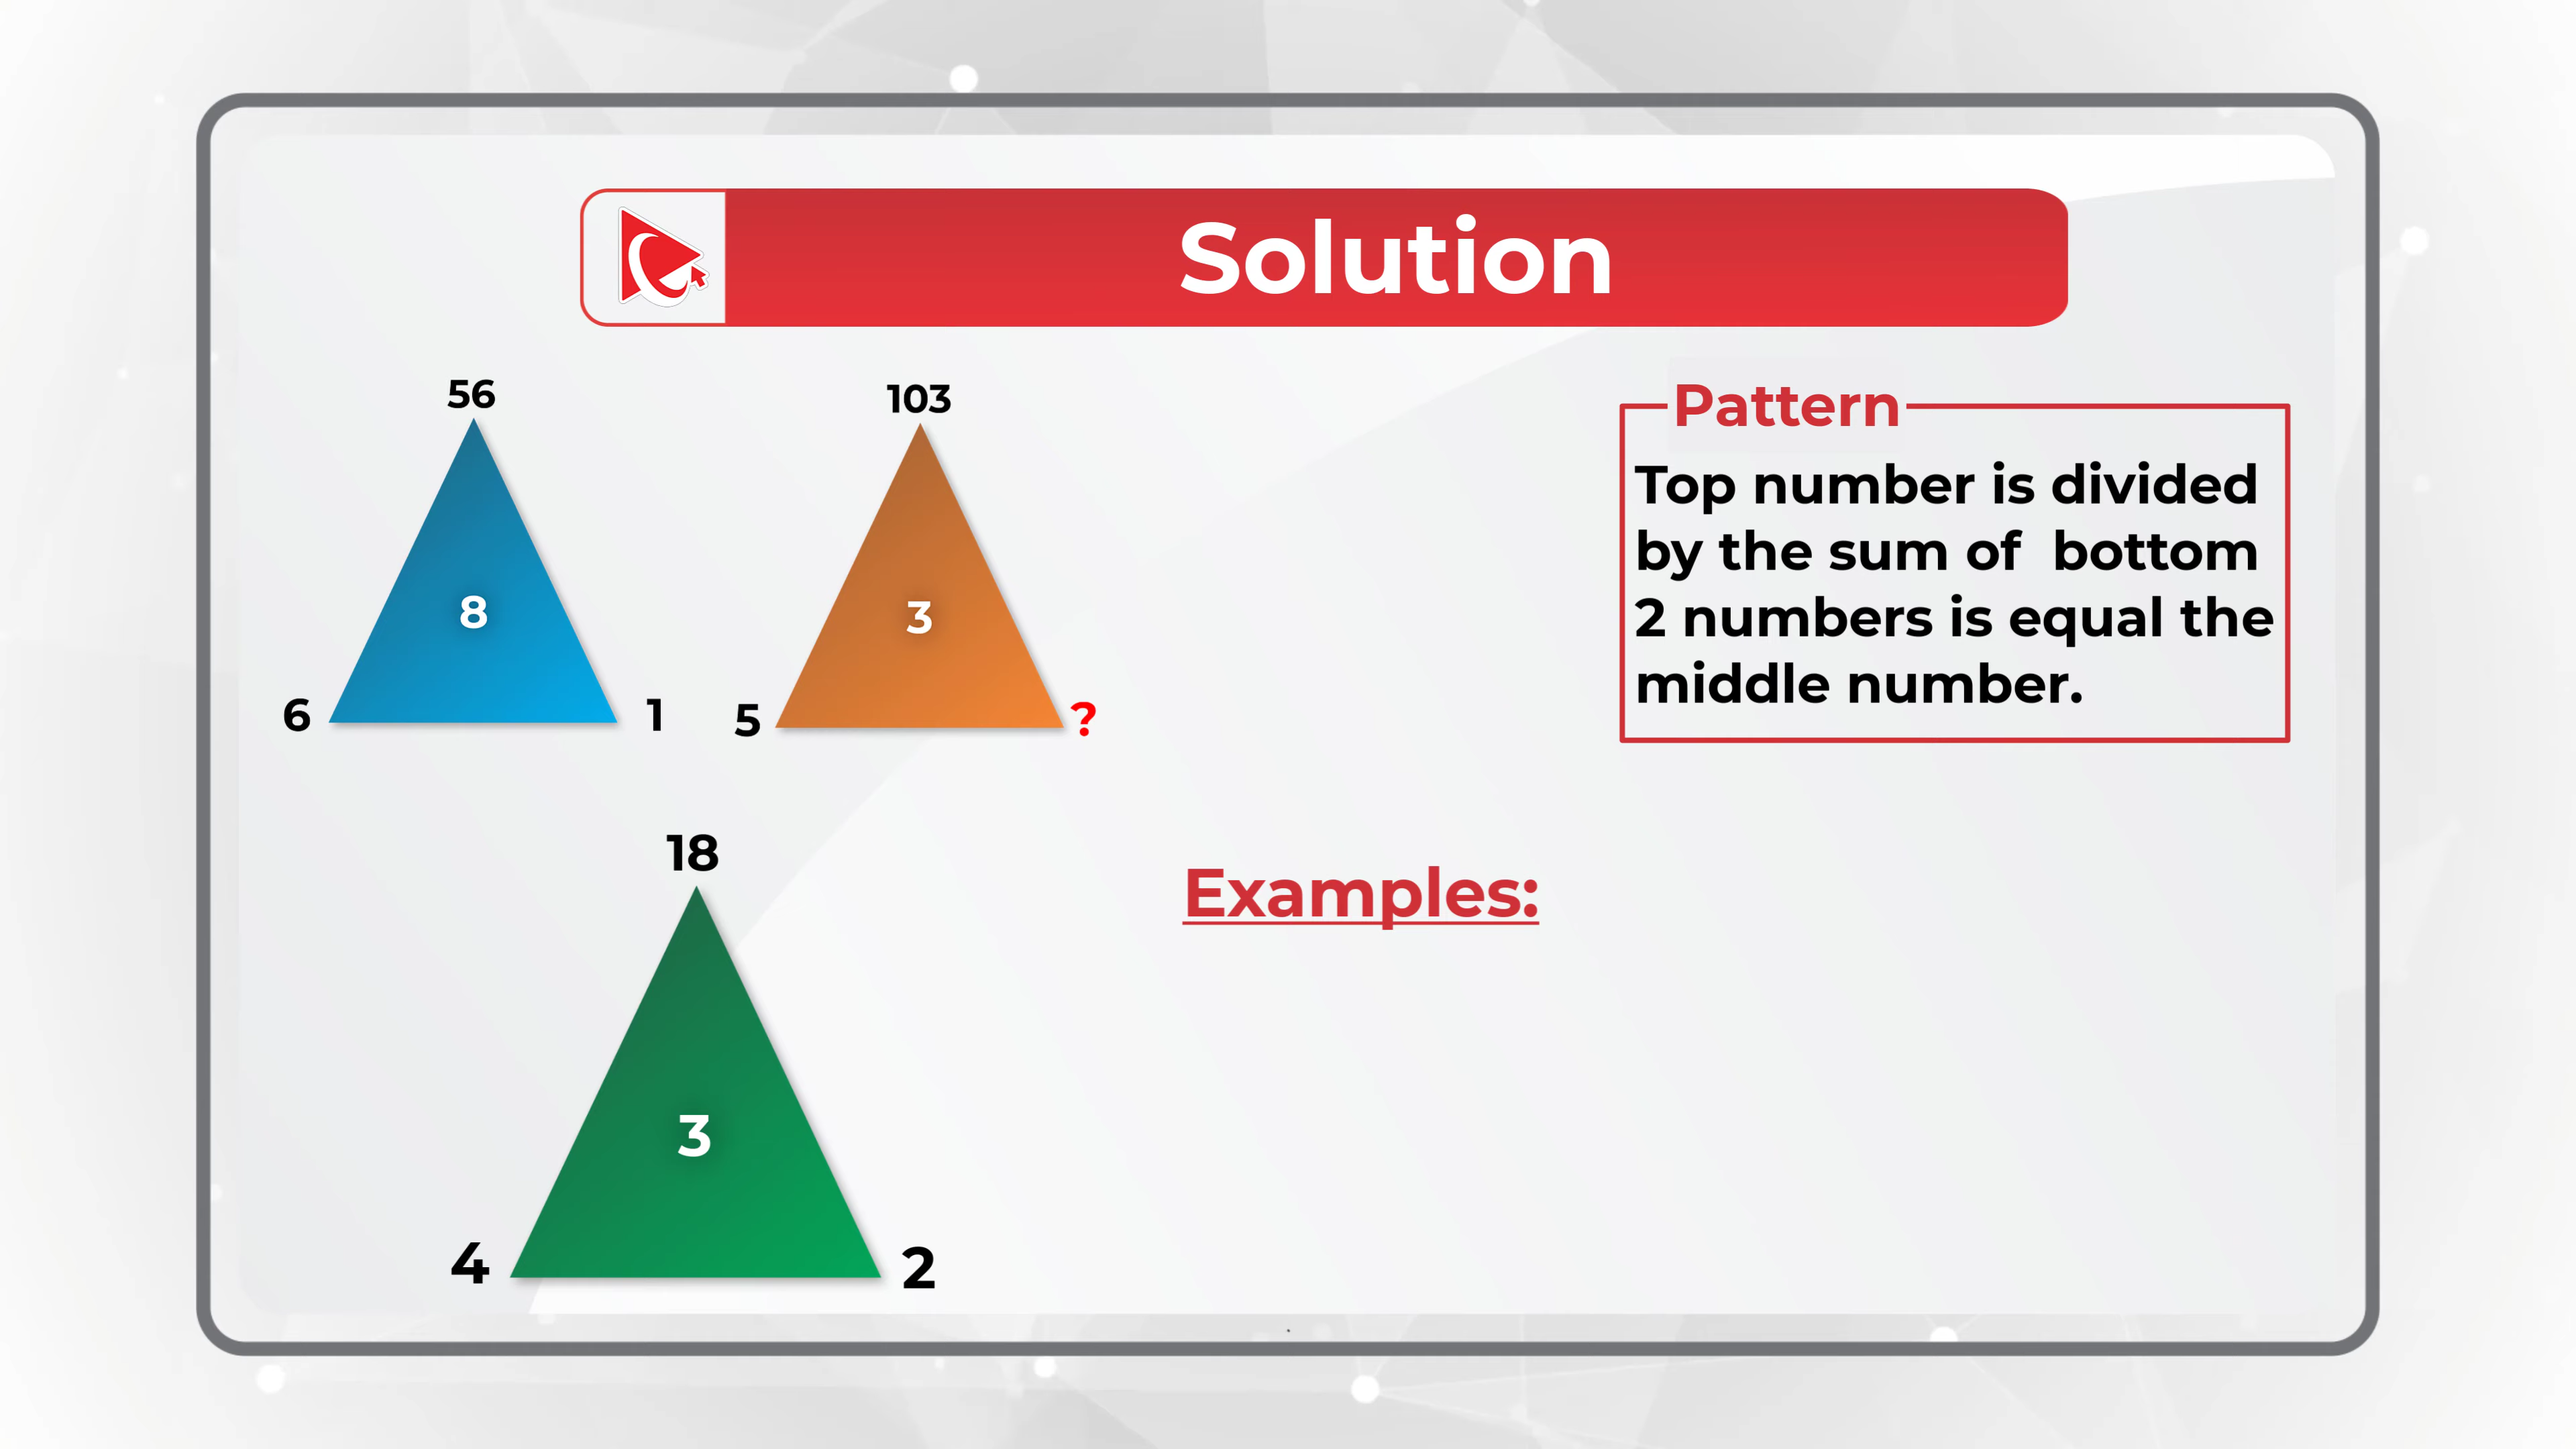 Solution
56
8
6 1
103
3
5 ?
Pattern
Top number is divided
by the sum of bottom
2 numbers is equal the
middle number.
18
3
4 2
Examples: